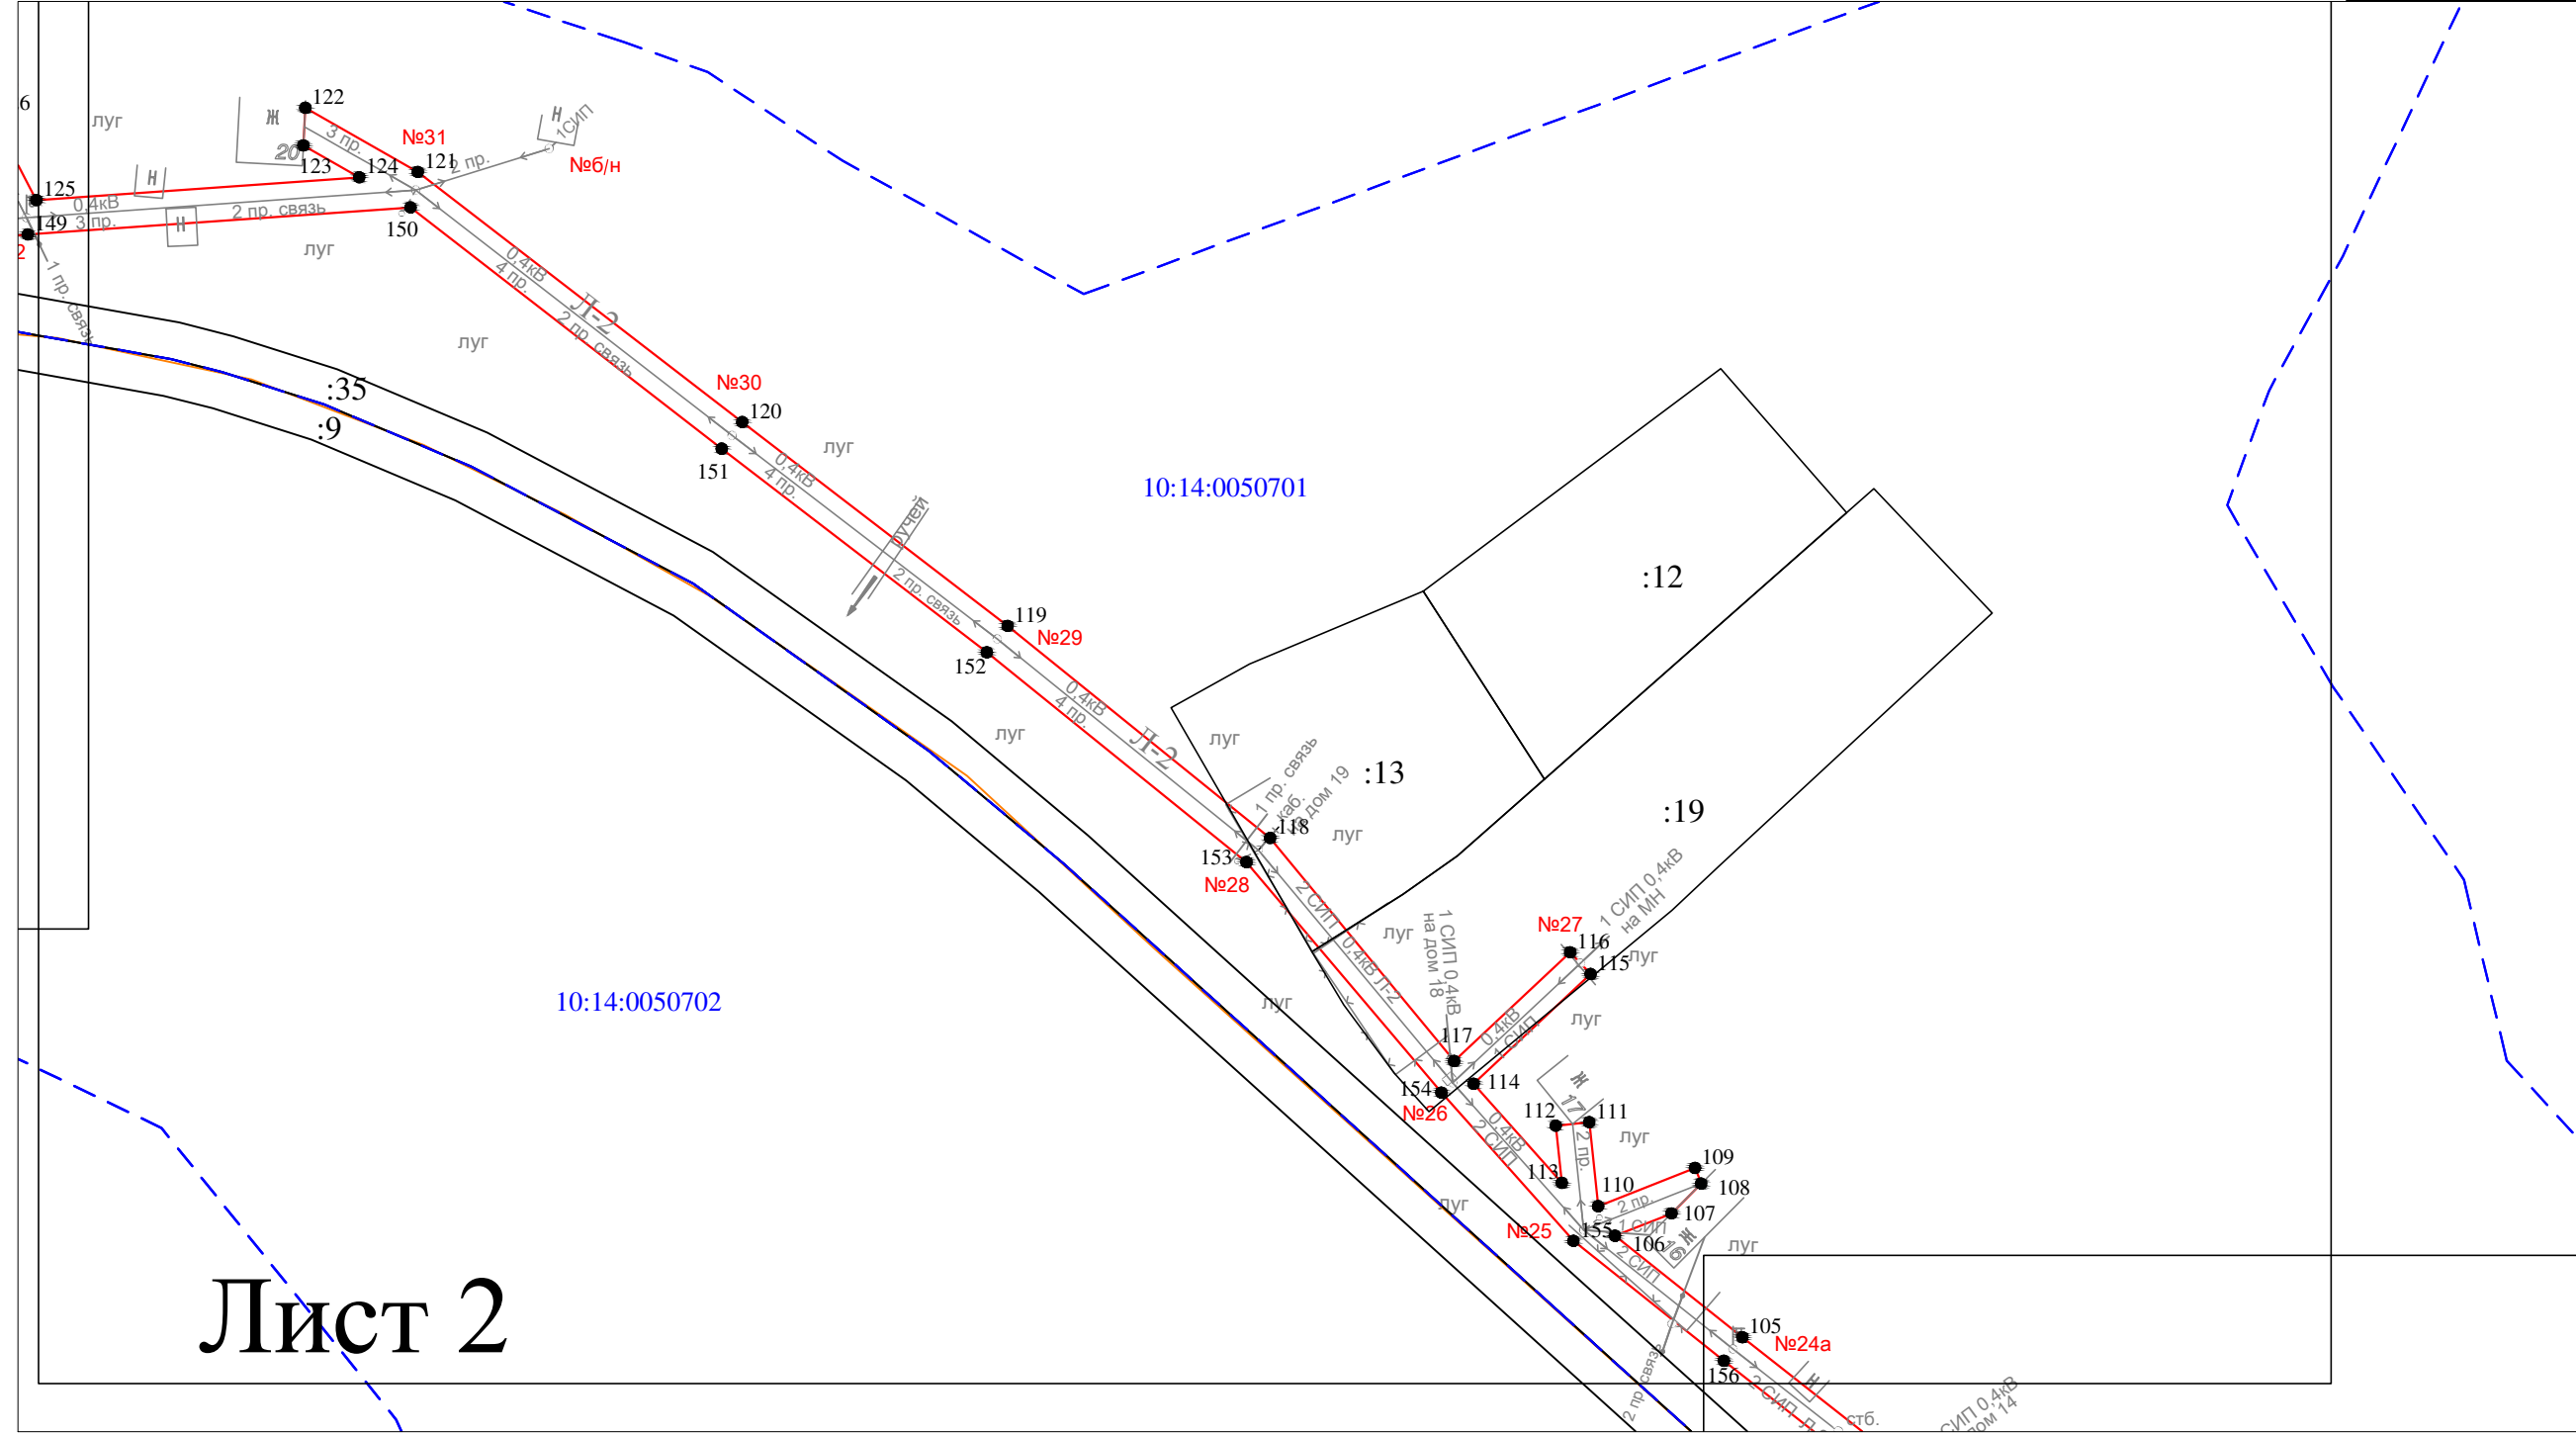 6
луг
122
Ж
3 пр.
20
123
124
№31
121
2 пр.
Н
1СИП
№б/н
125
Н
0,4кВ
3 пр.
149
Н
2 пр. связь
150
луг
2
1 пр. связь
0,4кВ
4 пр.
Л-2
2 пр. связь
луг
:35
:9
№30
120
151
луг
0,4кВ
4 пр.
10:14:0050701
ручей
2 пр. связь
119
№29
152
:12
0,4кВ
4 пр.
луг
Л-2
луг
1 пр. связь
каб.
на дом 19
:13
:19
118
луг
153
№28
2 СИП
0,4кВ Л-2
1 СИП 0,4кВ
на дом 18
луг
№27
116
115
1 СИП 0,4кВ
на МН
луг
10:14:0050702
луг
луг
117
0,4кВ
1 СИП
154
114
№26
Ж
17
112
111
луг
0,4кВ
2 СИП
2 пр.
113
109
108
110
2 пр.
луг
107
№25
155
1 СИП
106
16
Ж
луг
2 СИП
Лист 2
105
№24а
156
Н
2 СИП
2 пр. связь
стб.
СИП 0,4кВ
дом 14